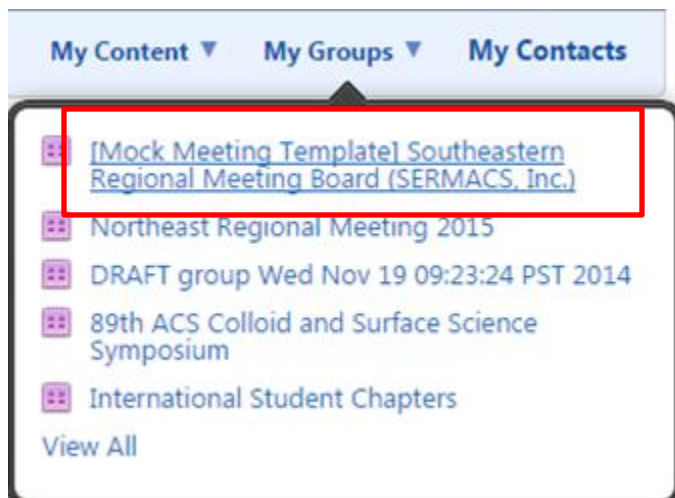 My Content ▼ My Groups ▼ My Contacts
[Mock Meeting Template] Southeastern
Regional Meeting Board (SERMACS, Inc.)
Northeast Regional Meeting 2015
DRAFT group Wed Nov 19 09:23:24 PST 2014
89th ACS Colloid and Surface Science
Symposium
International Student Chapters
View All